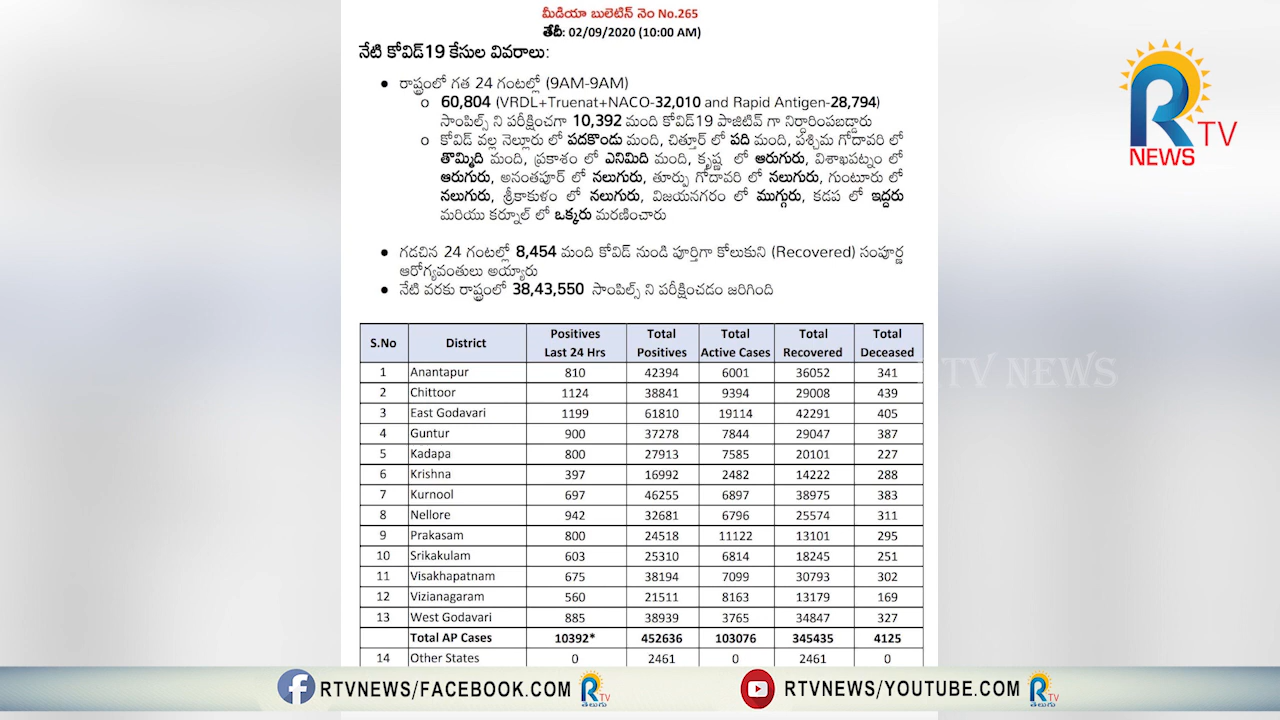 మీడియా బులెటిన్ నెం No.265
తేదీ: 02/09/2020 (10:00 AM)
నేటి కోవిడ్19 కేసుల వివరాలు:
• రాష్ట్రంలో గత 24 గంటల్లో (9AM-9AM)
o 60,804 (VRDL+Truenat+NACO-32,010 and Rapid Antigen-28,794)
సాంపిల్స్ ని పరీక్షించగా 10,392 మంది కోవిడ్19 పాజిటివ్ గా నిర్ధారింపబడ్డారు
o కోవిడ్ వల్ల నెల్లూరు లో పదకొండు మంది, చిత్తూర్ లో పది మంది, పశ్చిమ గోదావరి లో
తొమ్మిది మంది, ప్రకాశం లో ఎనిమిది మంది, కృష్ణ లో ఆరుగురు, విశాఖపట్నం లో
ఆరుగురు, అనంతపూర్ లో నలుగురు, తూర్పు గోదావరి లో నలుగురు, గుంటూరు లో
నలుగురు, శ్రీకాకుళం లో నలుగురు, విజయనగరం లో ముగ్గురు, కడప లో ఇద్దరు
మరియు కర్నూల్ లో ఒక్కరు మరణించారు
• గడచిన 24 గంటల్లో 8,454 మంది కోవిడ్ నుండి పూర్తిగా కోలుకుని (Recovered) సంపూర్ణ
ఆరోగ్యవంతులు అయ్యారు
• నేటి వరకు రాష్ట్రంలో 38,43,550 సాంపిల్స్ ని పరీక్షించడం జరిగింది
S.No District Positives Last 24 Hrs Total Positives Total Active Cases Total Recovered Total Deceased
1 Anantapur 810 42394 6001 36052 341
2 Chittoor 1124 38841 9394 29008 439
3 East Godavari 1199 61810 19114 42291 405
4 Guntur 900 37278 7844 29047 387
5 Kadapa 800 27913 7585 20101 227
6 Krishna 397 16992 2482 14222 288
7 Kurnool 697 46255 6897 38975 383
8 Nellore 942 32681 6796 25574 311
9 Prakasam 800 24518 11122 13101 295
10 Srikakulam 603 25310 6814 18245 251
11 Visakhapatnam 675 38194 7099 30793 302
12 Vizianagaram 560 21511 8163 13179 169
13 West Godavari 885 38939 3765 34847 327
Total AP Cases 10392* 452636 103076 345435 4125
14 Other States 0 2461 0 2461 0
R TV
NEWS
RTV NEWS
RTVNEWS/FACEBOOK.COM R TV తెలుగు
RTVNEWS/YOUTUBE.COM R TV తెలుగు